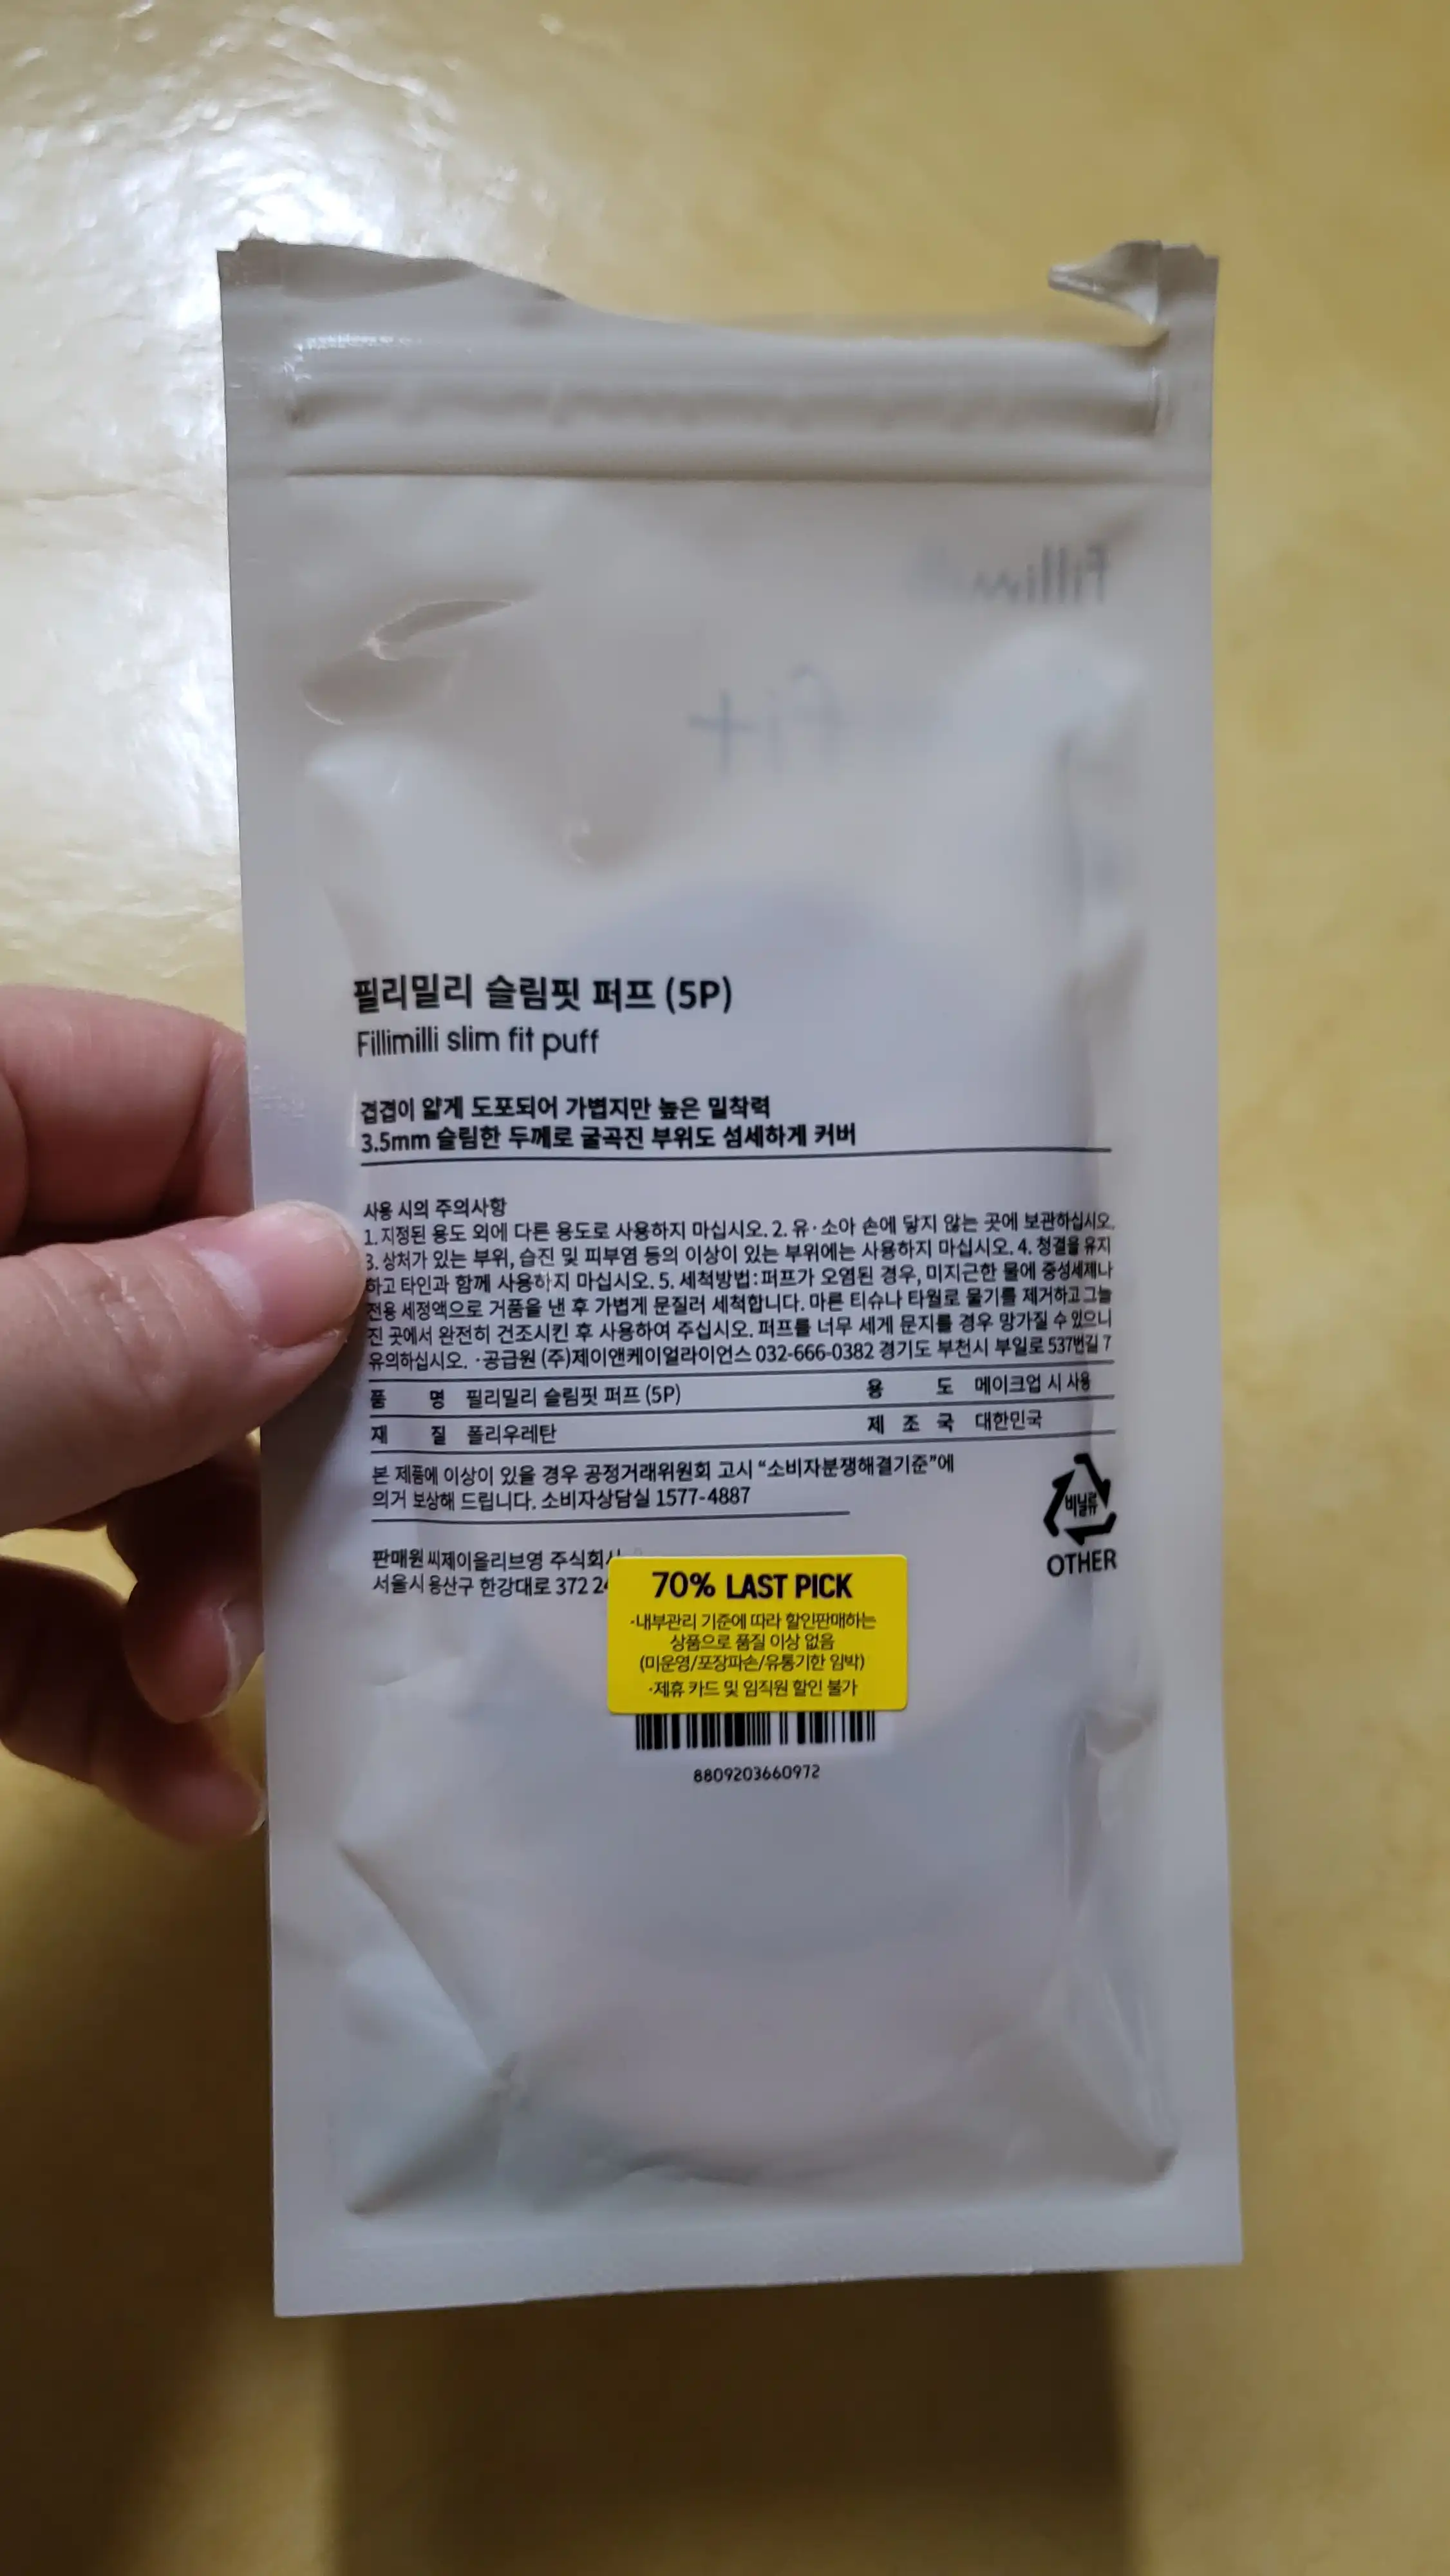 fit
필리밀리 슬림핏 퍼프 (5P)
Fillimilli slim fit puff
겹겹이 얇게 도포되어 가볍지만 높은 밀착력
3.5mm 슬림한 두께로 굴곡진 부위도 섬세하게 커버
사용 시의 주의사항
1. 지정된 용도 외에 다른 용도로 사용하지 마십시오. 2. 유·소아 손에 닿지 않는 곳에 보관하십시오.
3. 상처가 있는 부위, 습진 및 피부염 등의 이상이 있는 부위에는 사용하지 마십시오. 4. 청결을 유지
하고 타인과 함께 사용하지 마십시오. 5. 세척방법: 퍼프가 오염된 경우, 미지근한 물에 중성세제나
전용 세정액으로 거품을 낸 후 가볍게 문질러 세척합니다. 마른 티슈나 타월로 물기를 제거하고 그늘
진 곳에서 완전히 건조시킨 후 사용하여 주십시오. 퍼프를 너무 세게 문지를 경우 망가질 수 있으니
유의하십시오. ·공급원 (주)제이앤케이얼라이언스 032-666-0382 경기도 부천시 부일로 537번길 7
품 명 필리밀리 슬림핏 퍼프 (5P) 용 도 메이크업 시 사용
재 질 폴리우레탄 제 조 국 대한민국
본 제품에 이상이 있을 경우 공정거래위원회 고시 “소비자분쟁해결기준”에
의거 보상해 드립니다. 소비자상담실 1577-4887
비닐류
OTHER
판매원 씨제이올리브영 주식회사
서울시 용산구 한강대로 372
70% LAST PICK
-내부관리 기준에 따라 할인판매하는
상품으로 품질 이상 없음
(미운영/포장파손/유통기한 임박)
-제휴 카드 및 임직원 할인 불가
8809203660972